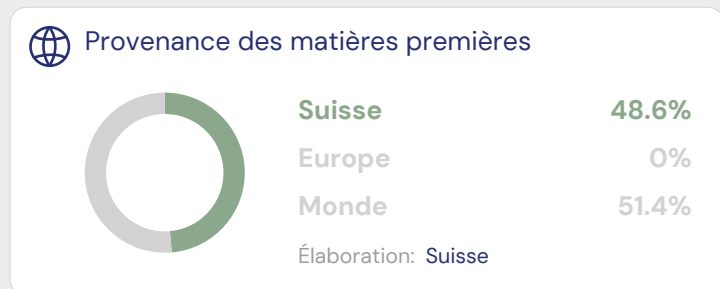 Provenance des matières premières
Suisse 48.6%
Europe 0%
Monde 51.4%
Élaboration: Suisse